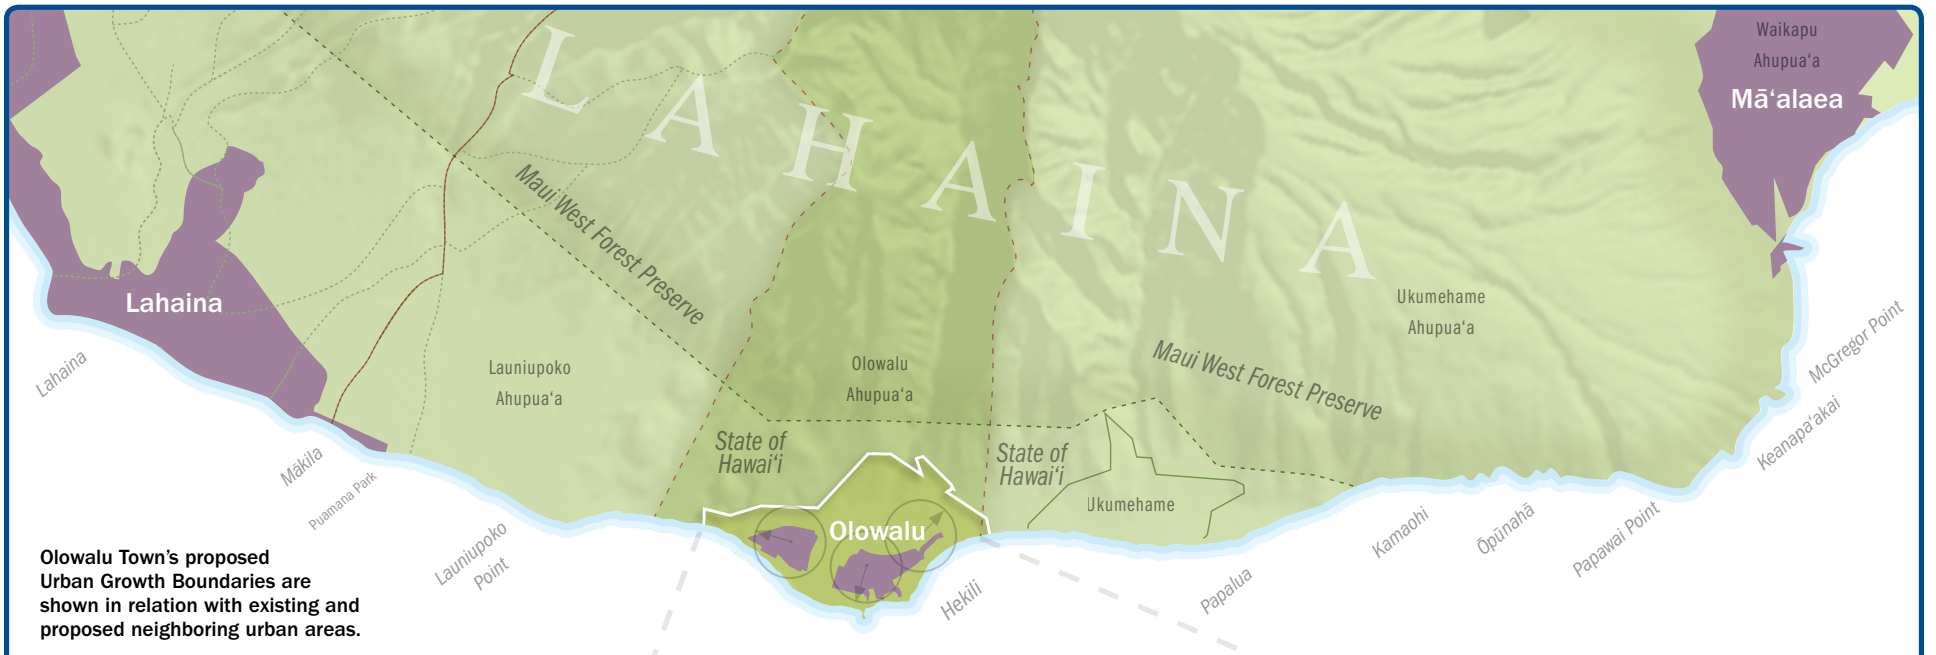 Waikapu
Ahupua‘a
Mā‘alaea
LAHAINA
Maui West Forest Preserve
Lahaina
Ukumehame
Ahupua‘a
Launiupoko
Ahupua‘a
Olowalu
Ahupua‘a
Maui West Forest Preserve
State of
Hawai‘i
State of
Hawai‘i
Ukumehame
Olowalu
Lahaina
Mākila
Puamana Park
Launiupoko
Point
Hekili
Papalua
Kamaohi
Ōpūnahā
Papawai Point
Keanapa‘akai
McGregor Point
Olowalu Town’s proposed
Urban Growth Boundaries are
shown in relation with existing and
proposed neighboring urban areas.